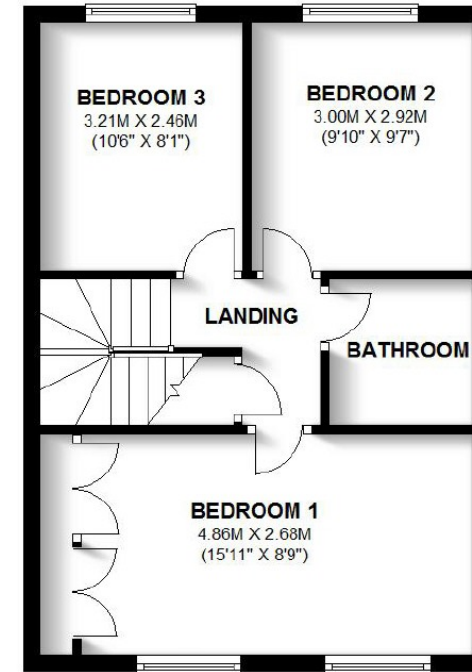 BEDROOM 3
3.21M X 2.46M
(10'6" X 8'1")
BEDROOM 2
3.00M X 2.92M
(9'10" X 9'7")
LANDING
BATHROOM
BEDROOM 1
4.86M X 2.68M
(15'11" X 8'9")